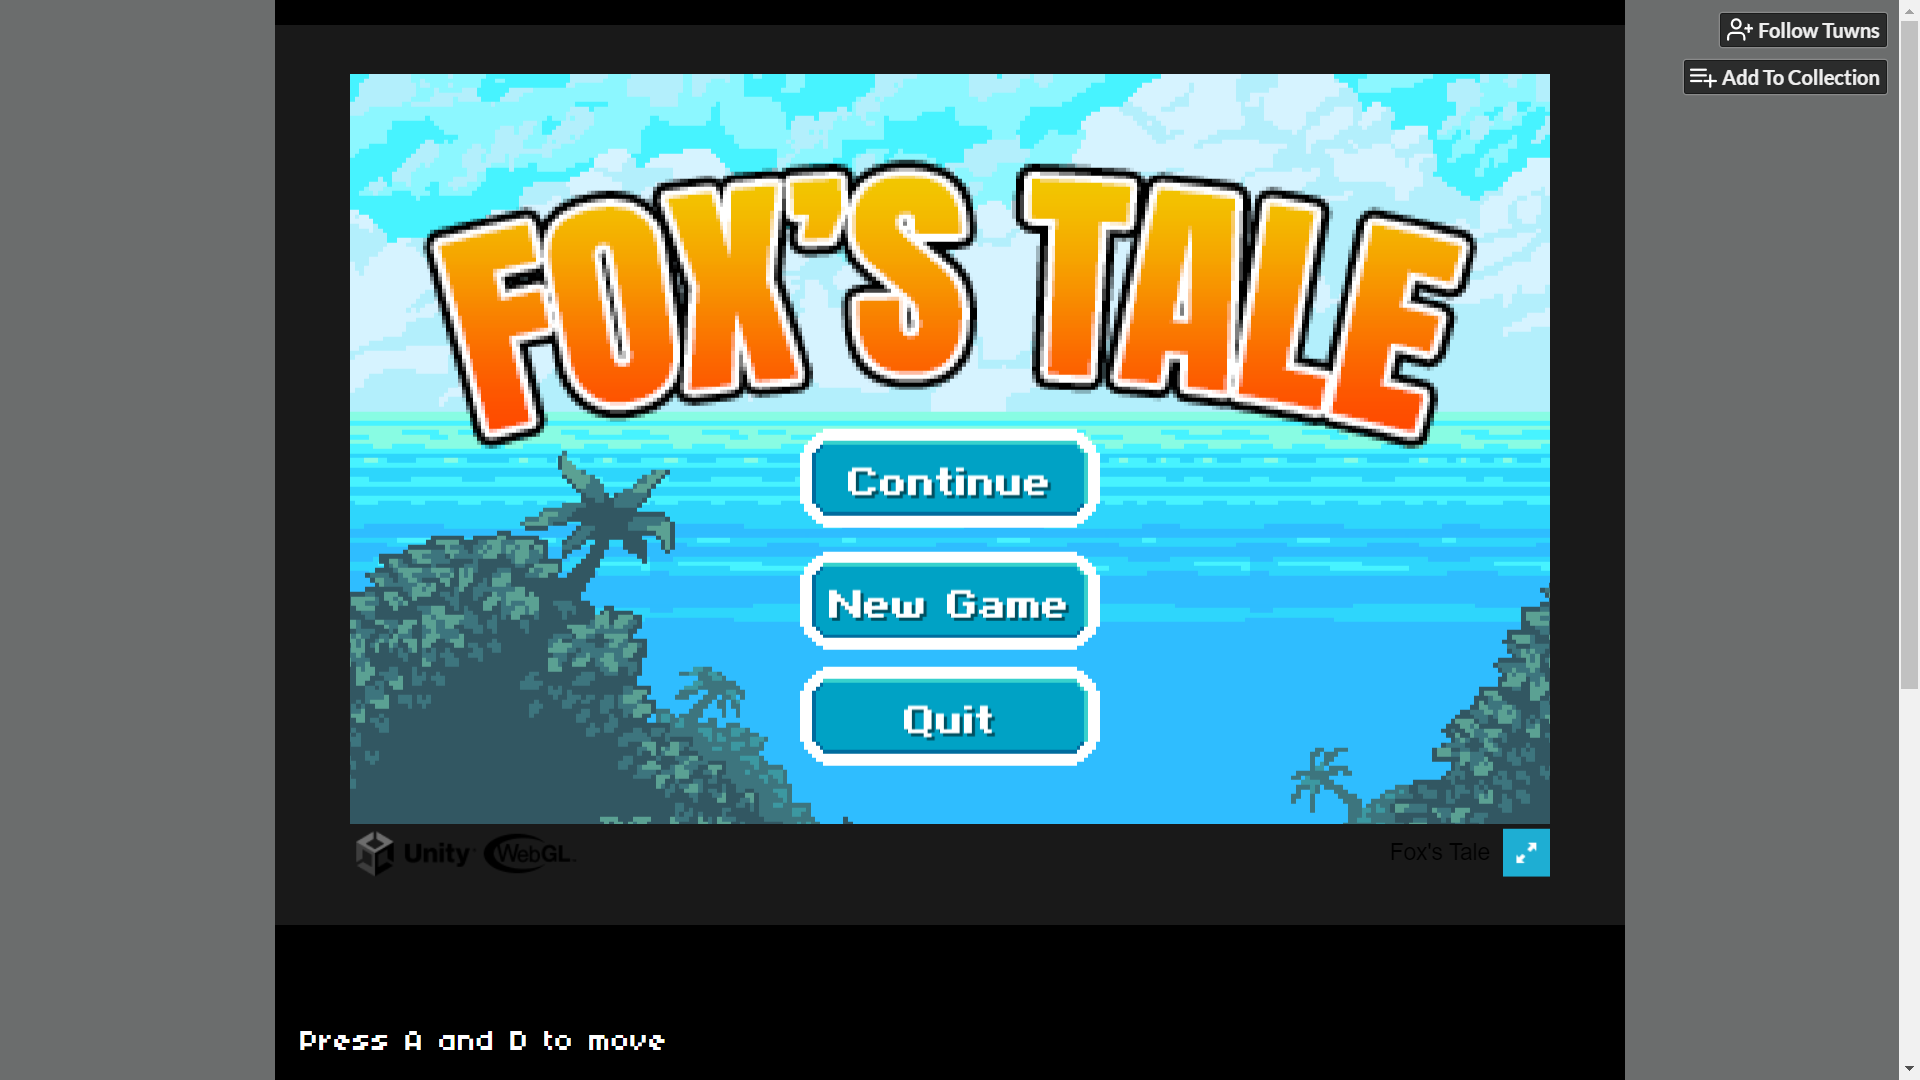 Follow Tuwns
Add To Collection
FOX'S TALE
Continue
New Game
Quit
Unity WebGL
Fox's Tale
Press A and D to move